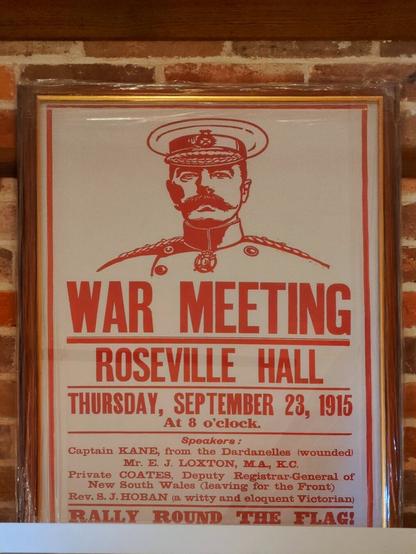 WAR MEETING
ROSEVILLE HALL
THURSDAY, SEPTEMBER 23, 1915
At 8 o'clock.
Speakers:
Captain KANE, from the Dardanelles (wounded)
Mr. E. J. LOXTON, M.A., K.C.
Private COATES, Deputy Registrar-General of
New South Wales (leaving for the Front)
Rev. S. J. HOBAN (a witty and eloquent Victorian)
RALLY ROUND THE FLAG!